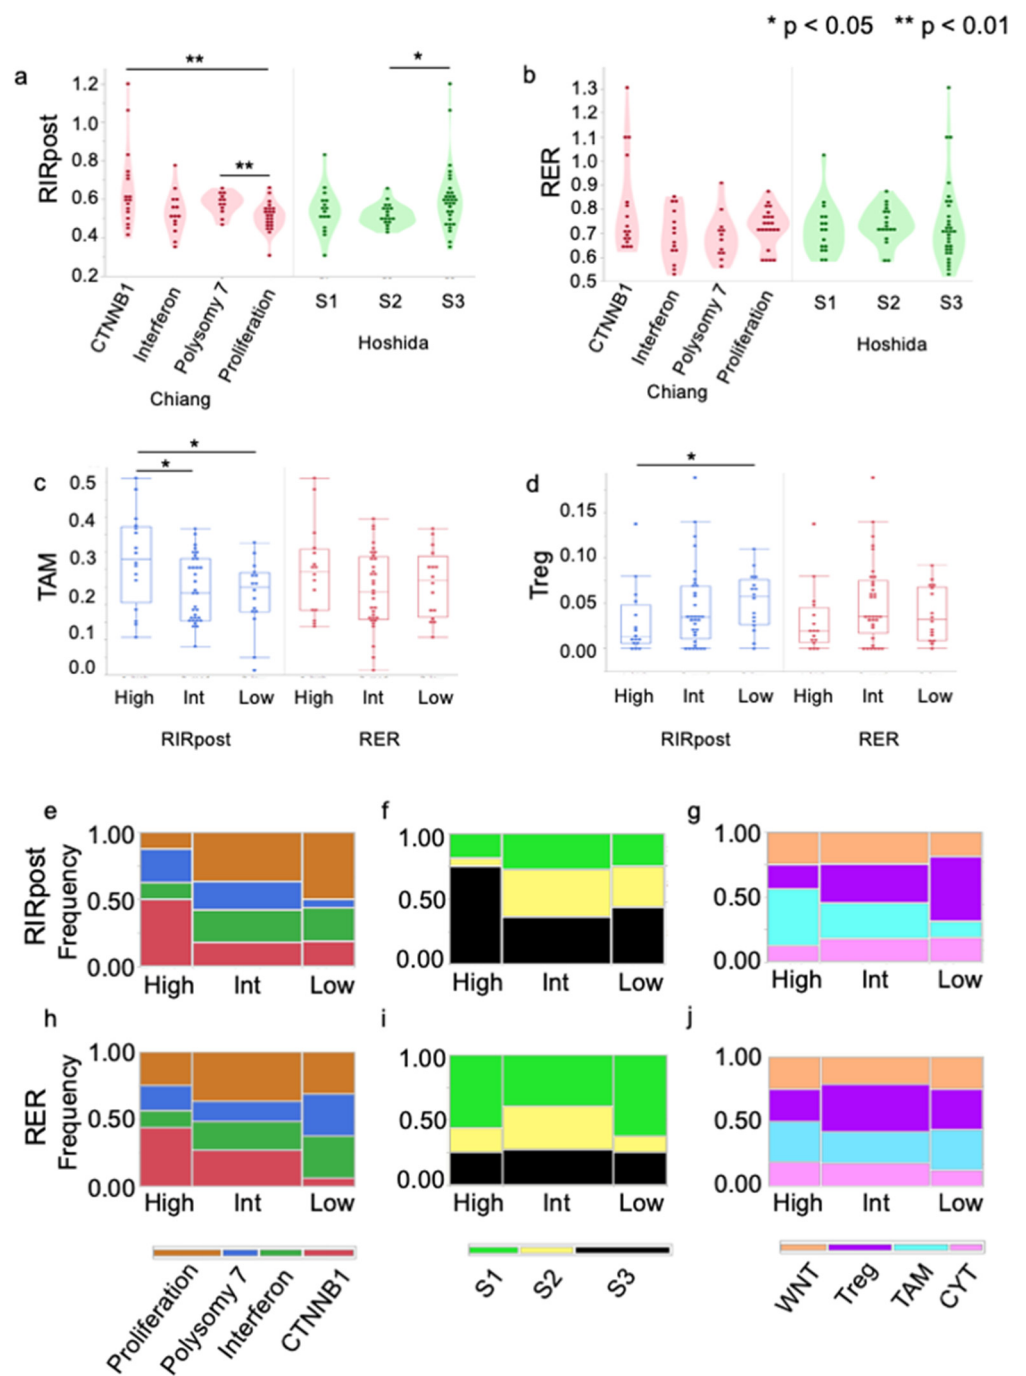 * p < 0.05 ** p < 0.01
a
**
*
**
RIRpost
1.2
1.0
0.8
0.6
0.4
0.2
CTNNB1
Interferon
Polysomy 7
Proliferation
S1 S2 S3
Chiang
Hoshida
b
RER
1.3
1.2
1.1
1.0
0.9
0.8
0.7
0.6
0.5
CTNNB1
Interferon
Polysomy 7
Proliferation
S1 S2 S3
Chiang
Hoshida
c
*
*
TAM
0.5
0.4
0.3
0.2
0.1
0.0
High Int Low High Int Low
RIRpost RER
d
*
Treg
0.15
0.10
0.05
0.00
High Int Low High Int Low
RIRpost RER
e
RIRpost
Frequency
1.00
0.50
0.00
High Int Low
f
1.00
0.50
0.00
High Int Low
g
1.00
0.50
0.00
High Int Low
h
RER
Frequency
1.00
0.50
0.00
High Int Low
i
1.00
0.50
0.00
High Int Low
j
1.00
0.50
0.00
High Int Low
Proliferation
Polysomy 7
Interferon
CTNNB1
S1
S2
S3
WNT
Treg
TAM
CYT